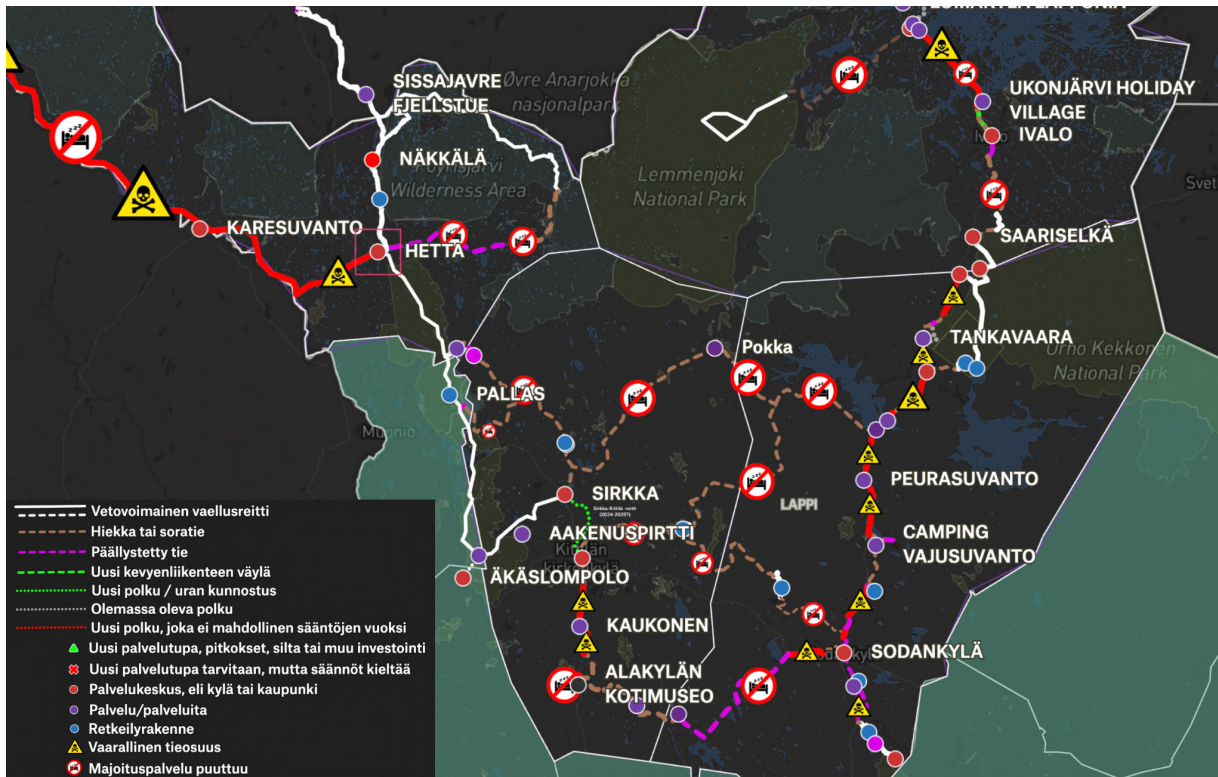 SISSAJAVRE
FJELLSTUE
Øvre Anarjokka
nasjonalpark
UKONJÄRVI HOLIDAY
VILLAGE
IVALO
NÄKKÄLÄ
Wilderness Area
Lemmenjoki
National Park
KARESUVANTO
HETTA
SAARISELKÄ
TANKAVAARA
Urho Kekkonen
National Park
Pokka
PALLAS
Muonio
SIRKKA
LAPPI
PEURASUVANTO
AAKENUSPIRTTI
CAMPING
VAJUSUVANTO
ÄKÄSLOMPOLO
KAUKONEN
SODANKYLÄ
ALAKYLÄN
KOTIMUSEO
Vetovoimainen vaellusreitti
Hiekka tai soratie
Päällystetty tie
Uusi kevyenliikenteen väylä
Uusi polku / uran kunnostus
Olemassa oleva polku
Uusi polku, joka ei mahdollinen sääntöjen vuoksi
Uusi palvelutupa, pitkokset, silta tai muu investointi
Uusi palvelutupa tarvitaan, mutta säännöt kieltää
Palvelukeskus, eli kylä tai kaupunki
Palvelu/palveluita
Retkeilyrakenne
Vaarallinen tieosuus
Majoituspalvelu puuttuu